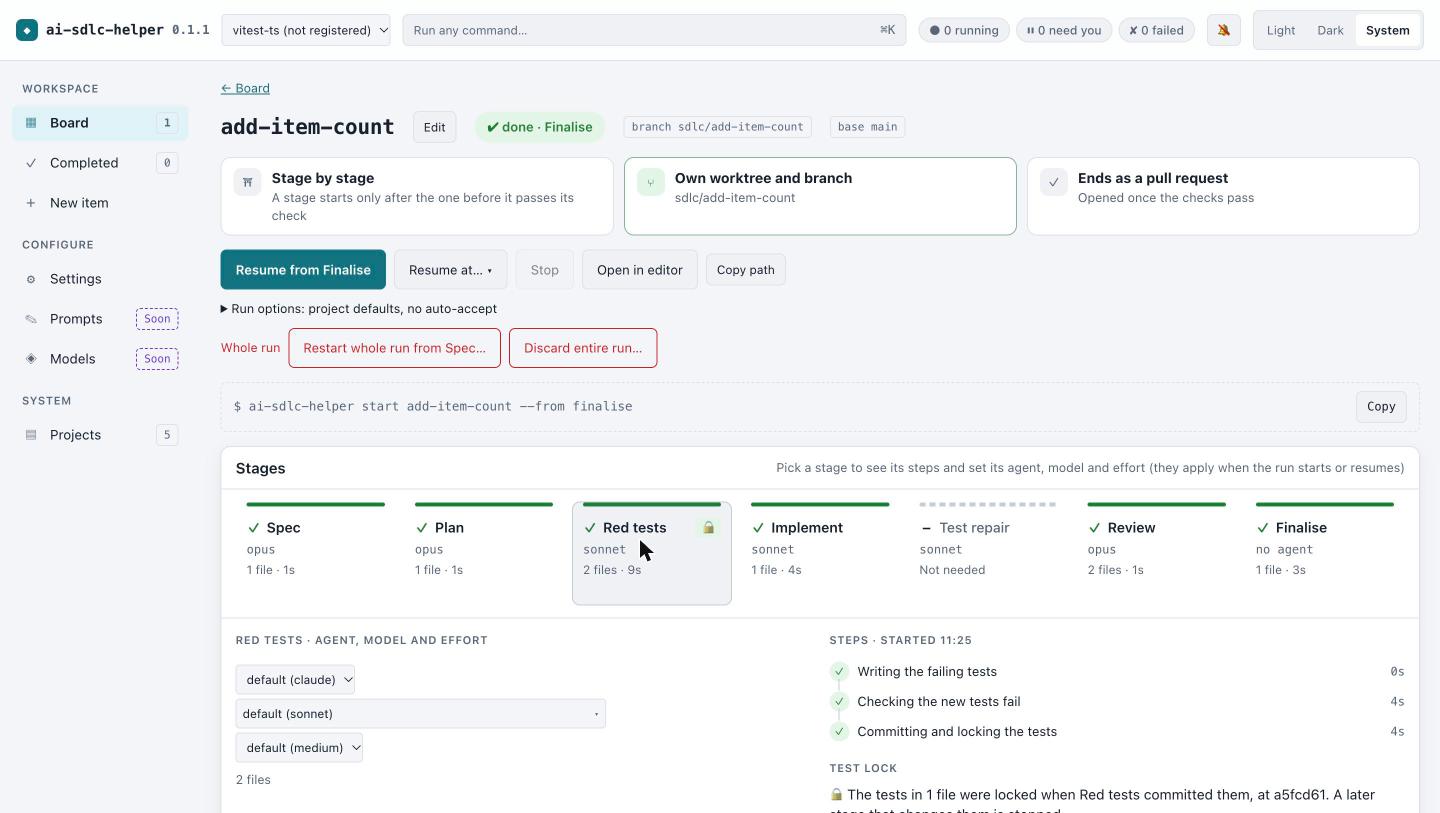 ai-sdlc-helper 0.1.1
vitest-ts (not registered)
Run any command...
⌘K
0 running
0 need you
✘ 0 failed
Light
Dark
System
WORKSPACE
Board 1
Completed 0
New item
CONFIGURE
Settings
Prompts Soon
Models Soon
SYSTEM
Projects 5
← Board
add-item-count
Edit
✔ done · Finalise
branch sdlc/add-item-count
base main
Stage by stage
A stage starts only after the one before it passes its
check
Own worktree and branch
sdlc/add-item-count
Ends as a pull request
Opened once the checks pass
Resume from Finalise
Resume at... ▾
Stop
Open in editor
Copy path
▶ Run options: project defaults, no auto-accept
Whole run
Restart whole run from Spec...
Discard entire run...
$ ai-sdlc-helper start add-item-count --from finalise
Copy
Stages
Pick a stage to see its steps and set its agent, model and effort (they apply when the run starts or resumes)
✓ Spec
opus
1 file · 1s
✓ Plan
opus
1 file · 1s
✓ Red tests
sonnet
2 files · 9s
✓ Implement
sonnet
1 file · 4s
– Test repair
sonnet
Not needed
✓ Review
opus
2 files · 1s
✓ Finalise
no agent
1 file · 3s
RED TESTS · AGENT, MODEL AND EFFORT
default (claude)
default (sonnet)
default (medium)
2 files
STEPS · STARTED 11:25
Writing the failing tests 0s
Checking the new tests fail 4s
Committing and locking the tests 4s
TEST LOCK
🔒 The tests in 1 file were locked when Red tests committed them, at a5fcd61. A later
stage that changes them is stopped.